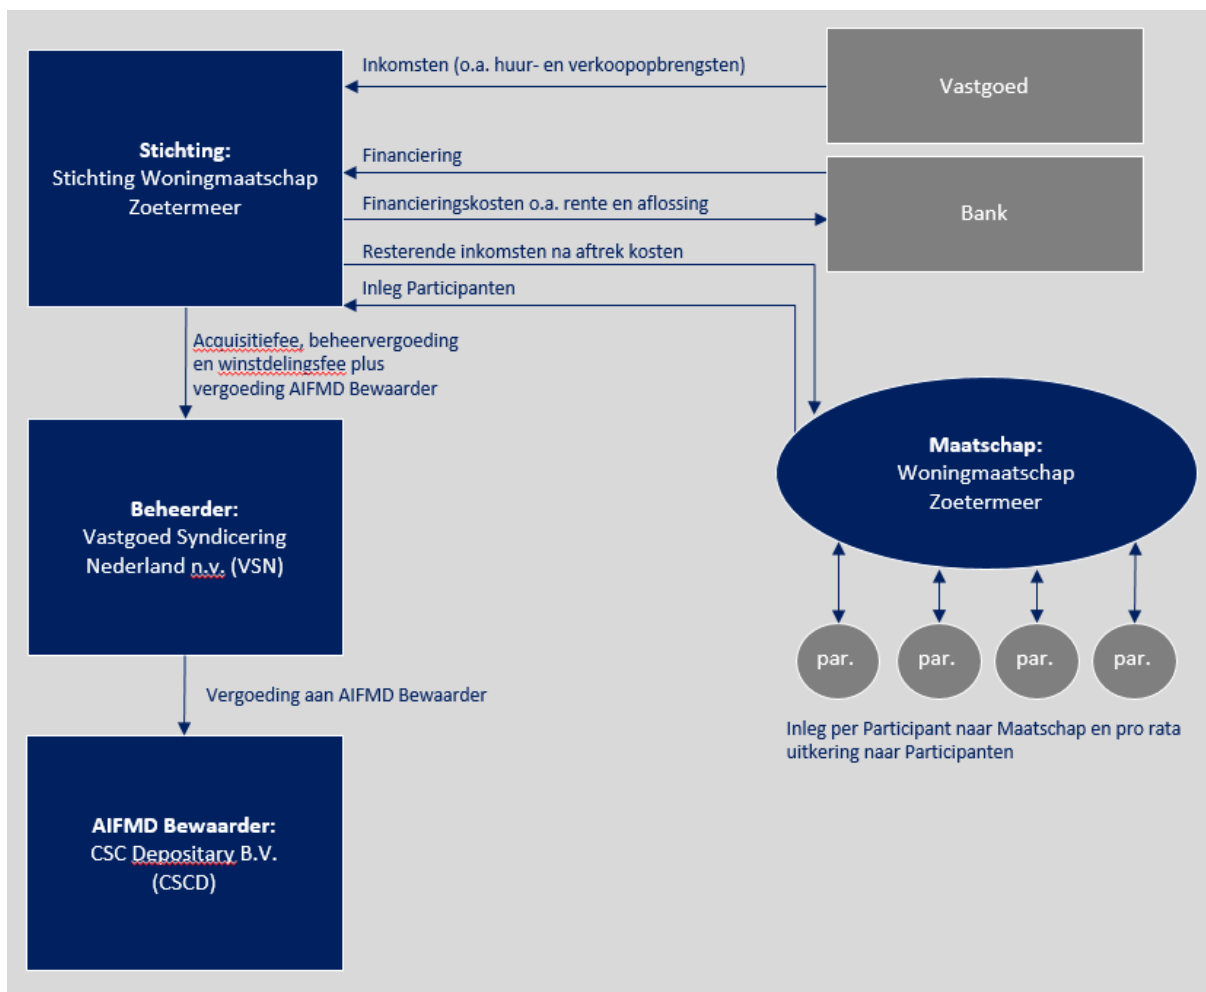 Inkomsten (o.a. huur- en verkoopopbrengsten)
Vastgoed
Stichting:
Stichting Woningmaatschap
Zoetermeer
Financiering
Financieringskosten o.a. rente en aflossing
Bank
Resterende inkomsten na aftrek kosten
Inleg Participanten
Acquisitiefee, beheervergoeding
en winstdelingsfee plus
vergoeding AIFMD Bewaarder
Maatschap:
Woningmaatschap
Zoetermeer
Beheerder:
Vastgoed Syndicering
Nederland n.v. (VSN)
par.
par.
par.
par.
Vergoeding aan AIFMD Bewaarder
Inleg per Participant naar Maatschap en pro rata
uitkering naar Participanten
AIFMD Bewaarder:
CSC Depositary B.V.
(CSCD)